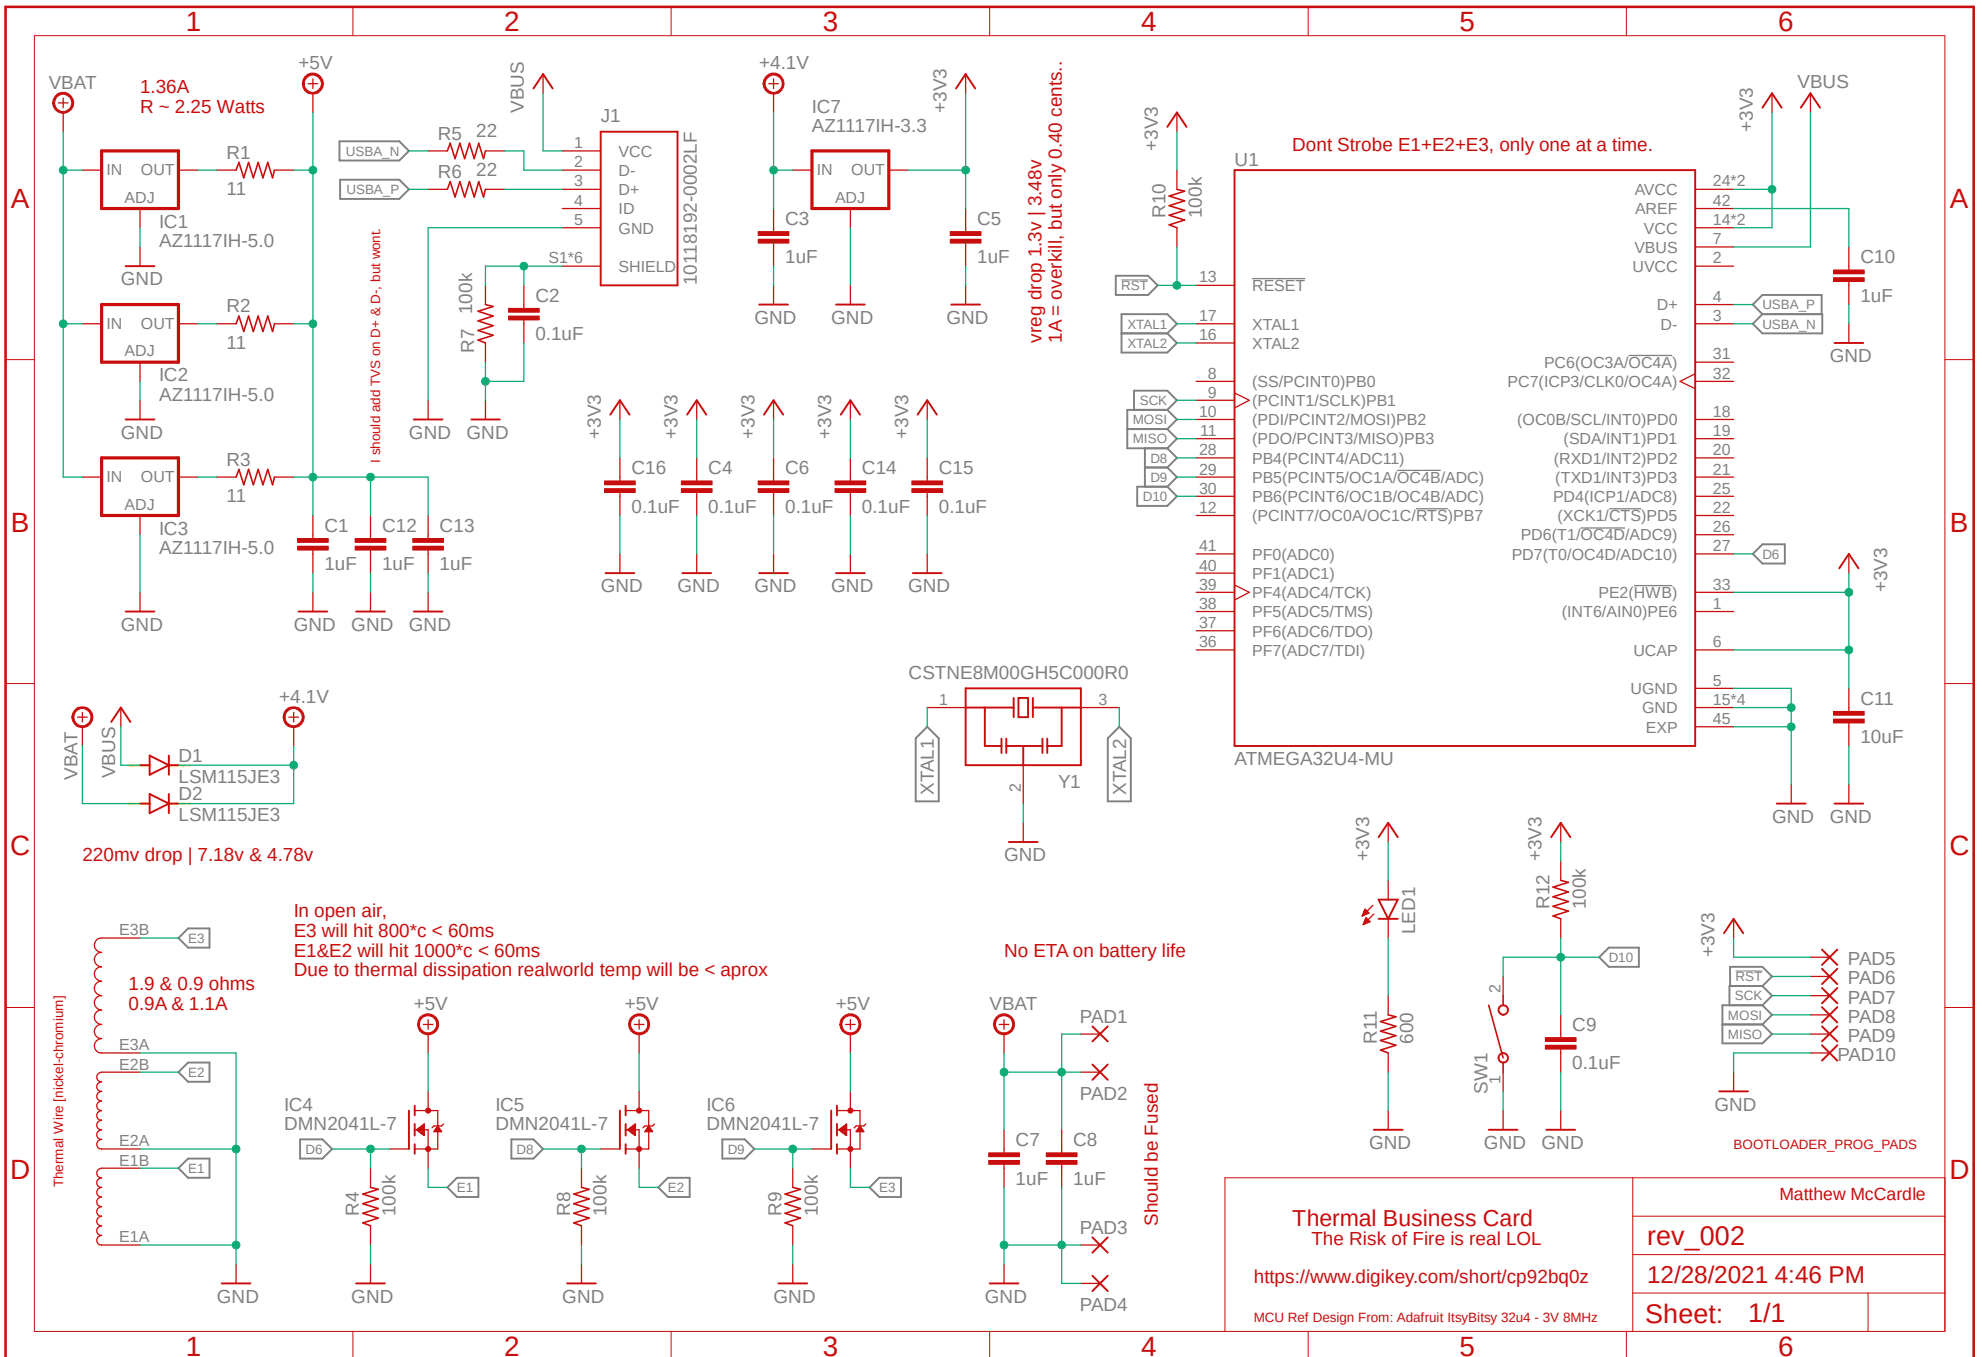 1
2
3
4
5
6
A
B
C
D
A
B
C
D
1
2
3
4
5
6
VBAT
1.36A
R ~ 2.25 Watts
+5V
IN OUT
ADJ
R1
11
IC1
AZ1117IH-5.0
GND
IN OUT
ADJ
R2
11
IC2
AZ1117IH-5.0
GND
IN OUT
ADJ
R3
11
IC3
AZ1117IH-5.0
GND
C1
1uF
GND
C12
1uF
GND
C13
1uF
GND
I should add TVS on D+ & D-, but wont.
VBUS
J1
USBA_N
R5 22
USBA_P
R6 22
1 VCC
2 D-
3 D+
4 ID
5 GND
S1*6 SHIELD
10118192-0002LF
R7 100k
C2
0.1uF
GND
GND
+4.1V
IC7
AZ1117IH-3.3
IN OUT
ADJ
+3V3
C3
1uF
C5
1uF
GND
GND
GND
vreg drop 1.3v | 3.48v
1A = overkill, but only 0.40 cents..
+3V3
C16
0.1uF
GND
+3V3
C4
0.1uF
GND
+3V3
C6
0.1uF
GND
+3V3
C14
0.1uF
GND
+3V3
C15
0.1uF
GND
+3V3
R10
100k
RST
Dont Strobe E1+E2+E3, only one at a time.
U1
13 RESET
XTAL1 17 XTAL1
XTAL2 16 XTAL2
8 (SS/PCINT0)PB0
SCK 9 (PCINT1/SCLK)PB1
MOSI 10 (PDI/PCINT2/MOSI)PB2
MISO 11 (PDO/PCINT3/MISO)PB3
D8 28 PB4(PCINT4/ADC11)
D9 29 PB5(PCINT5/OC1A/OC4B/ADC)
D10 30 PB6(PCINT6/OC1B/OC4B/ADC)
12 (PCINT7/OC0A/OC1C/RTS)PB7
41 PF0(ADC0)
40 PF1(ADC1)
39 PF4(ADC4/TCK)
38 PF5(ADC5/TMS)
37 PF6(ADC6/TDO)
36 PF7(ADC7/TDI)
AVCC 24*2
AREF 42
VCC 14*2
VBUS 7
UVCC 2
D+ 4 USBA_P
D- 3 USBA_N
PC6(OC3A/OC4A) 31
PC7(ICP3/CLK0/OC4A) 32
(OC0B/SCL/INT0)PD0 18
(SDA/INT1)PD1 19
(RXD1/INT2)PD2 20
(TXD1/INT3)PD3 21
PD4(ICP1/ADC8) 25
(XCK1/CTS)PD5 22
PD6(T1/OC4D/ADC9) 26
PD7(T0/OC4D/ADC10) 27 D6
PE2(HWB) 33
(INT6/AIN0)PE6 1
UCAP 6
UGND 5
GND 15*4
EXP 45
ATMEGA32U4-MU
+3V3
VBUS
C10
1uF
GND
+3V3
C11
10uF
GND
GND
VBAT
VBUS
+4.1V
D1
LSM115JE3
D2
LSM115JE3
220mv drop | 7.18v & 4.78v
CSTNE8M00GH5C000R0
1
3
2
XTAL1
XTAL2
Y1
GND
In open air,
E3 will hit 800*c < 60ms
E1&E2 will hit 1000*c < 60ms
Due to thermal dissipation realworld temp will be < aprox
Thermal Wire [nickel-chromium]
E3B E3
1.9 & 0.9 ohms
0.9A & 1.1A
E3A
E2B E2
E2A
E1B E1
E1A
GND
+5V
IC4
DMN2041L-7
D6
R4
100k
E1
GND
+5V
IC5
DMN2041L-7
D8
R8
100k
E2
GND
+5V
IC6
DMN2041L-7
D9
R9
100k
E3
GND
No ETA on battery life
VBAT
PAD1
PAD2
C7
1uF
C8
1uF
Should be Fused
PAD3
PAD4
GND
+3V3
LED1
R11
600
GND
+3V3
R12
100k
D10
2
SW1
1
C9
0.1uF
GND
GND
+3V3
PAD5
RST PAD6
SCK PAD7
MOSI PAD8
MISO PAD9
PAD10
GND
BOOTLOADER_PROG_PADS
Thermal Business Card
The Risk of Fire is real LOL
https://www.digikey.com/short/cp92bq0z
MCU Ref Design From: Adafruit ItsyBitsy 32u4 - 3V 8MHz
Matthew McCardle
rev_002
12/28/2021 4:46 PM
Sheet: 1/1